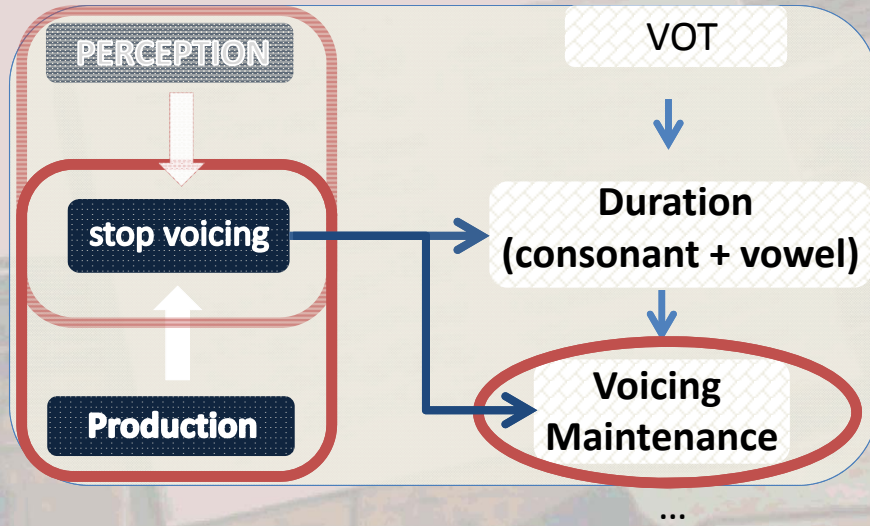 PERCEPTION
VOT
stop voicing
Duration
(consonant + vowel)
Production
Voicing
Maintenance
...